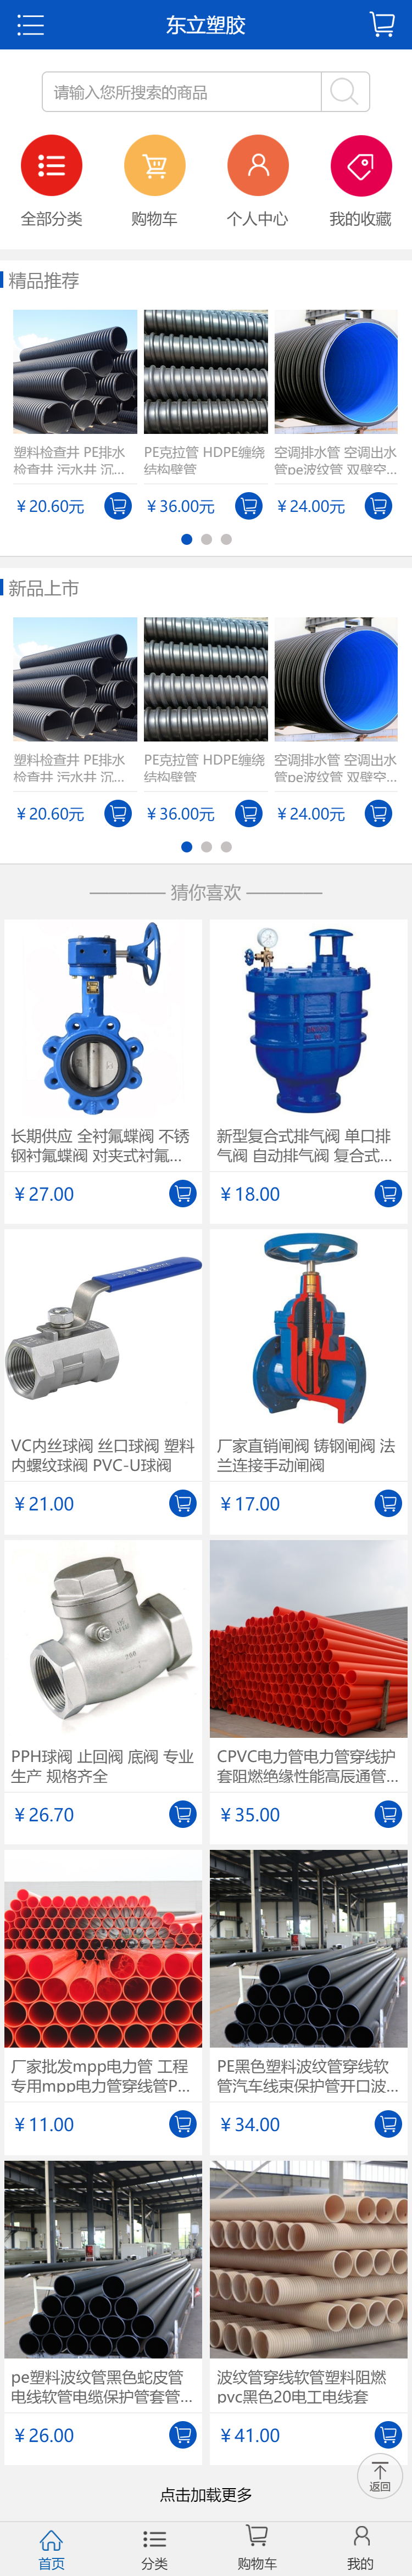 东立塑胶
请输入您所搜索的商品
全部分类 购物车 个人中心 我的收藏
精品推荐
塑料检查井 PE排水
检查井 污水井 沉...
PE克拉管 HDPE缠绕
结构壁管
空调排水管 空调出水
管pe波纹管 双壁空...
￥20.60元 ￥36.00元 ￥24.00元
新品上市
塑料检查井 PE排水
检查井 污水井 沉...
PE克拉管 HDPE缠绕
结构壁管
空调排水管 空调出水
管pe波纹管 双壁空...
￥20.60元 ￥36.00元 ￥24.00元
猜你喜欢
长期供应 全衬氟蝶阀 不锈
钢衬氟蝶阀 对夹式衬氟...
￥27.00
新型复合式排气阀 单口排
气阀 自动排气阀 复合式...
￥18.00
VC内丝球阀 丝口球阀 塑料
内螺纹球阀 PVC-U球阀
￥21.00
厂家直销闸阀 铸钢闸阀 法
兰连接手动闸阀
￥17.00
PPH球阀 止回阀 底阀 专业
生产 规格齐全
￥26.70
CPVC电力管电力管穿线护
套阻燃绝缘性能高辰通管...
￥35.00
厂家批发mpp电力管 工程
专用mpp电力管穿线管P...
￥11.00
PE黑色塑料波纹管穿线软
管汽车线束保护管开口波...
￥34.00
pe塑料波纹管黑色蛇皮管
电线软管电缆保护管套管...
￥26.00
波纹管穿线软管塑料阻燃
pvc黑色20电工电线套
￥41.00
返回
点击加载更多
首页 分类 购物车 我的